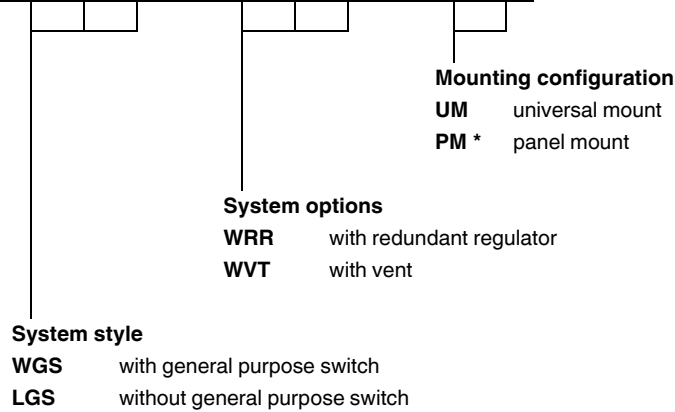 Mounting configuration
UM universal mount
PM * panel mount
System options
WRR with redundant regulator
WVT with vent
System style
WGS with general purpose switch
LGS without general purpose switch